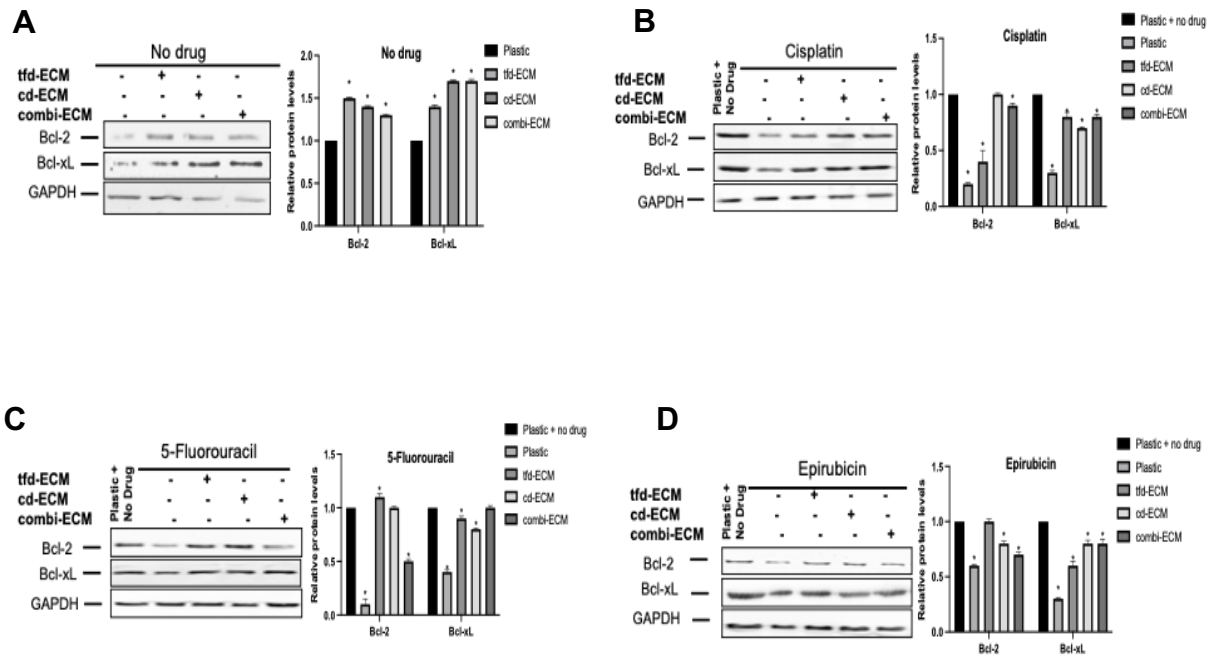 A
No drug
tfd-ECM - + - -
cd-ECM - - + -
combi-ECM - - - +
Bcl-2
Bcl-xL
GAPDH
No drug
Relative protein levels
2.0
1.5
1.0
0.5
0.0
* * * * * *
Bcl-2 Bcl-xL
Plastic
tfd-ECM
cd-ECM
combi-ECM
B
Cisplatin
Plastic +
No Drug
tfd-ECM - + - -
cd-ECM - - + -
combi-ECM - - - +
Bcl-2
Bcl-xL
GAPDH
Cisplatin
Relative protein levels
1.5
1.0
0.5
0.0
* * * * * * *
Bcl-2 Bcl-xL
Plastic + no drug
Plastic
tfd-ECM
cd-ECM
combi-ECM
C
5-Fluorouracil
Plastic +
No Drug
tfd-ECM - + - -
cd-ECM - - + -
combi-ECM - - - +
Bcl-2
Bcl-xL
GAPDH
5-Fluorouracil
Relative protein levels
1.5
1.0
0.5
0.0
* * * * * *
Bcl-2 Bcl-xL
Plastic + no drug
Plastic
tfd-ECM
cd-ECM
combi-ECM
D
Epirubicin
Plastic +
No Drug
tfd-ECM - + - -
cd-ECM - - + -
combi-ECM - - - +
Bcl-2
Bcl-xL
GAPDH
Epirubicin
Relative protein levels
1.5
1.0
0.5
0.0
* * * * * * *
Bcl-2 Bcl-xL
Plastic + no drug
Plastic
tfd-ECM
cd-ECM
combi-ECM